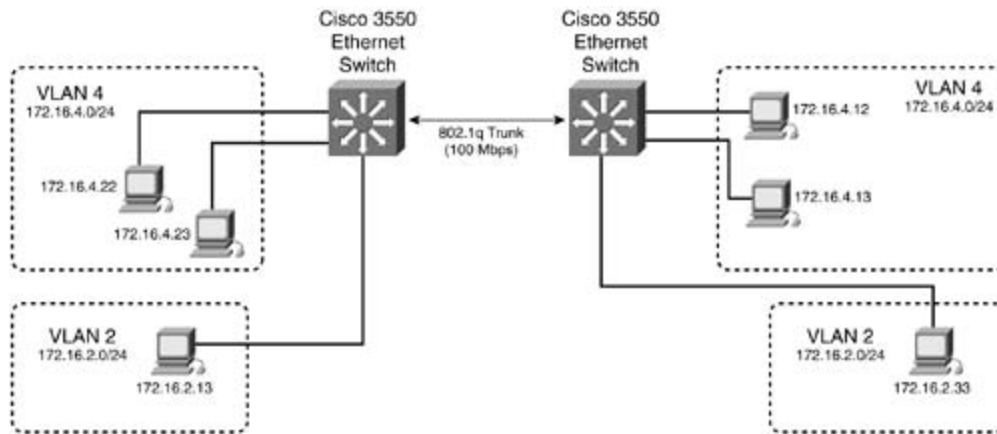 Cisco 3550
Ethernet
Switch
Cisco 3550
Ethernet
Switch
VLAN 4
172.16.4.0/24
172.16.4.22
172.16.4.23
802.1q Trunk
(100 Mbps)
172.16.4.12
VLAN 4
172.16.4.0/24
172.16.4.13
VLAN 2
172.16.2.0/24
172.16.2.13
VLAN 2
172.16.2.0/24
172.16.2.33